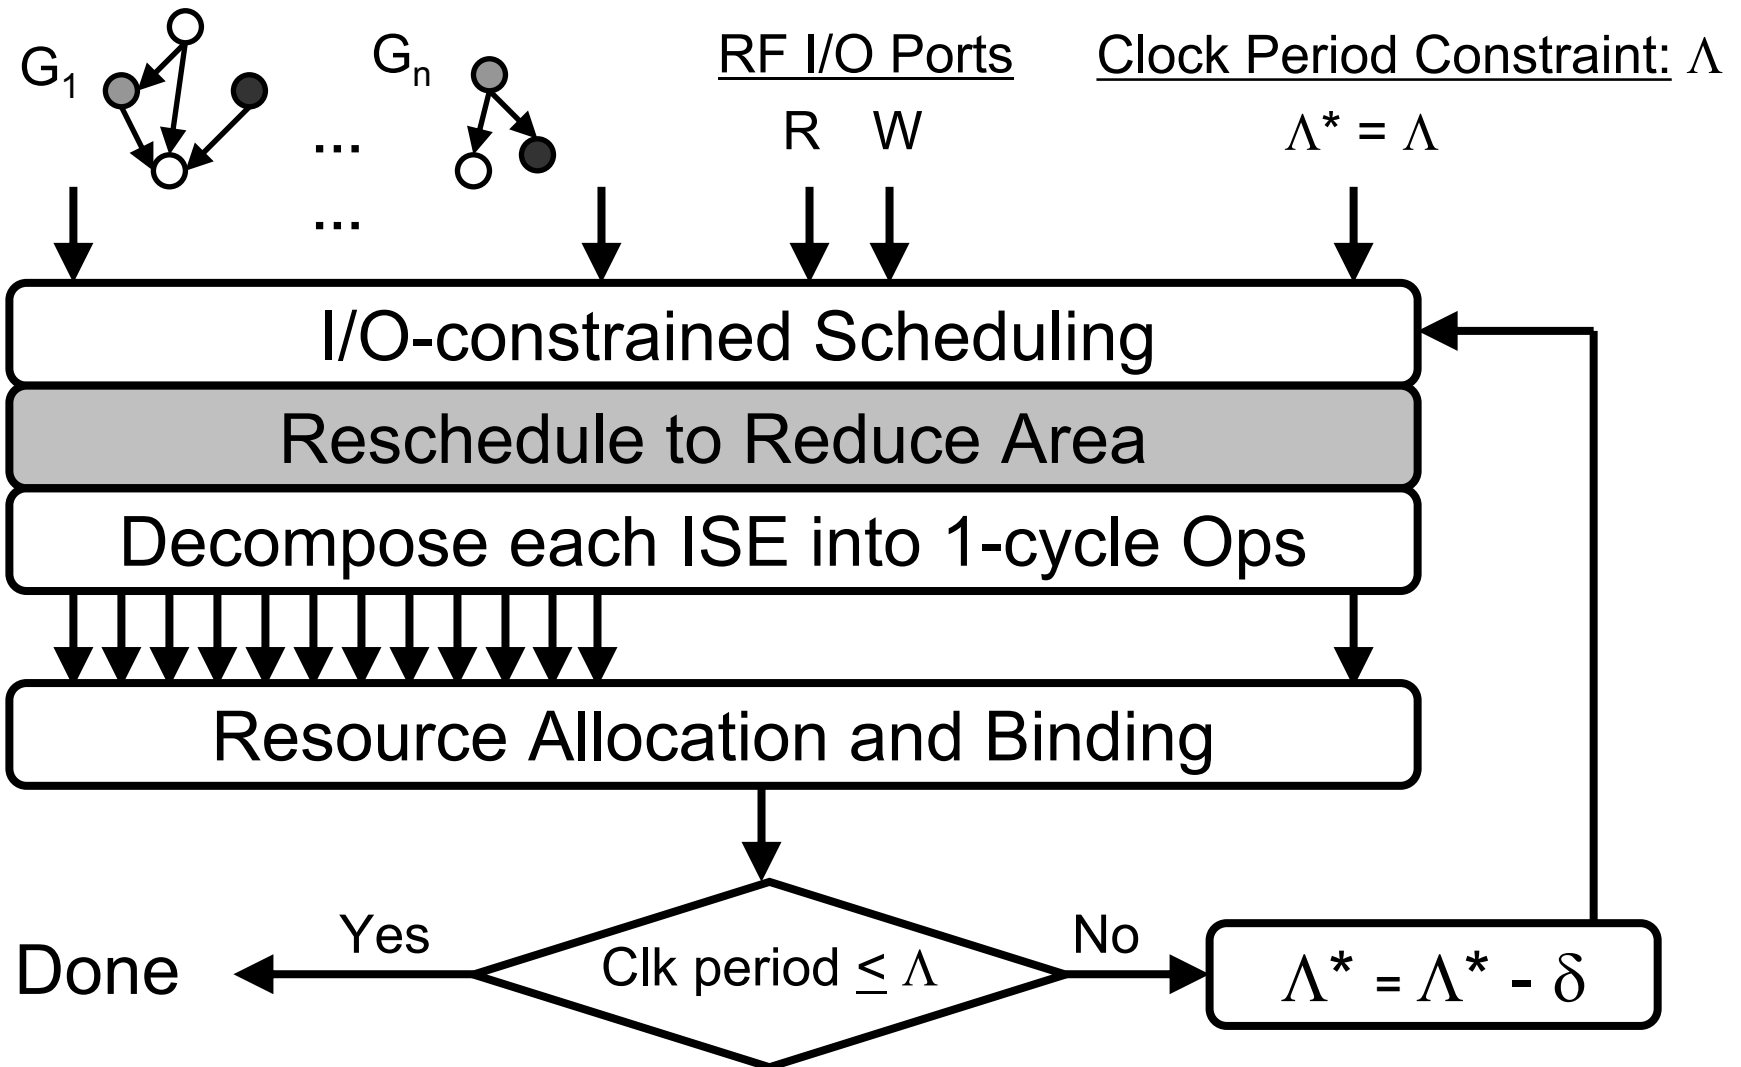 G1
Gn
RF I/O Ports
Clock Period Constraint: Λ
R W
Λ* = Λ
...
...
I/O-constrained Scheduling
Reschedule to Reduce Area
Decompose each ISE into 1-cycle Ops
Resource Allocation and Binding
Yes
No
Done
Clk period ≤ Λ
Λ* = Λ* - δ